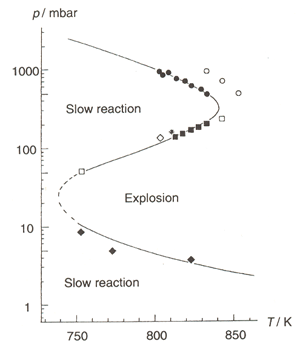 p / mbar
1000
Slow reaction
100
Explosion
10
Slow reaction
1
T / K
750
800
850